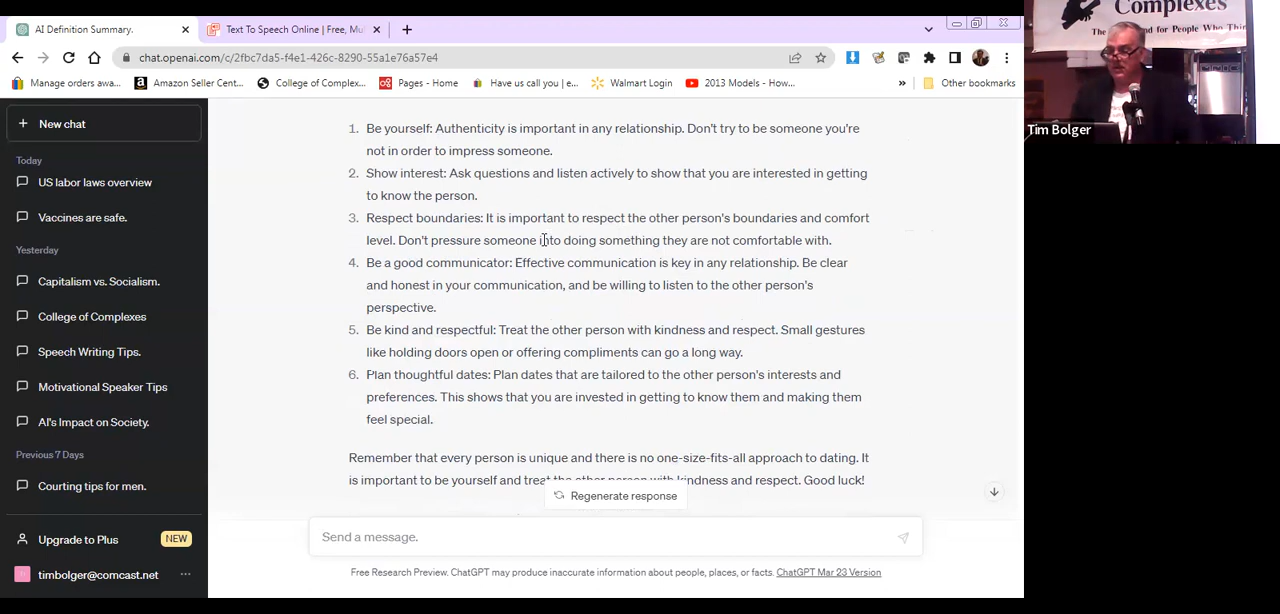 AI Definition Summary.
Text To Speech Online | Free, Mu
chat.openai.com/c/2fbc7da5-f4e1-426c-8290-55a1e76a57e4
Manage orders awa... Amazon Seller Cent... College of Complex... Pages - Home Have us call you | e... Walmart Login 2013 Models - How... » Other bookmarks
+ New chat
Today
US labor laws overview
Vaccines are safe.
Yesterday
Capitalism vs. Socialism.
College of Complexes
Speech Writing Tips.
Motivational Speaker Tips
AI's Impact on Society.
Previous 7 Days
Courting tips for men.
Upgrade to Plus NEW
timbolger@comcast.net ...
1. Be yourself: Authenticity is important in any relationship. Don't try to be someone you're
not in order to impress someone.
2. Show interest: Ask questions and listen actively to show that you are interested in getting
to know the person.
3. Respect boundaries: It is important to respect the other person's boundaries and comfort
level. Don't pressure someone into doing something they are not comfortable with.
4. Be a good communicator: Effective communication is key in any relationship. Be clear
and honest in your communication, and be willing to listen to the other person's
perspective.
5. Be kind and respectful: Treat the other person with kindness and respect. Small gestures
like holding doors open or offering compliments can go a long way.
6. Plan thoughtful dates: Plan dates that are tailored to the other person's interests and
preferences. This shows that you are invested in getting to know them and making them
feel special.
Remember that every person is unique and there is no one-size-fits-all approach to dating. It
is important to be yourself and treat the other person with kindness and respect. Good luck!
Regenerate response
Send a message.
Free Research Preview. ChatGPT may produce inaccurate information about people, places, or facts. ChatGPT Mar 23 Version
Complexes
for People Who Thin
Tim Bolger